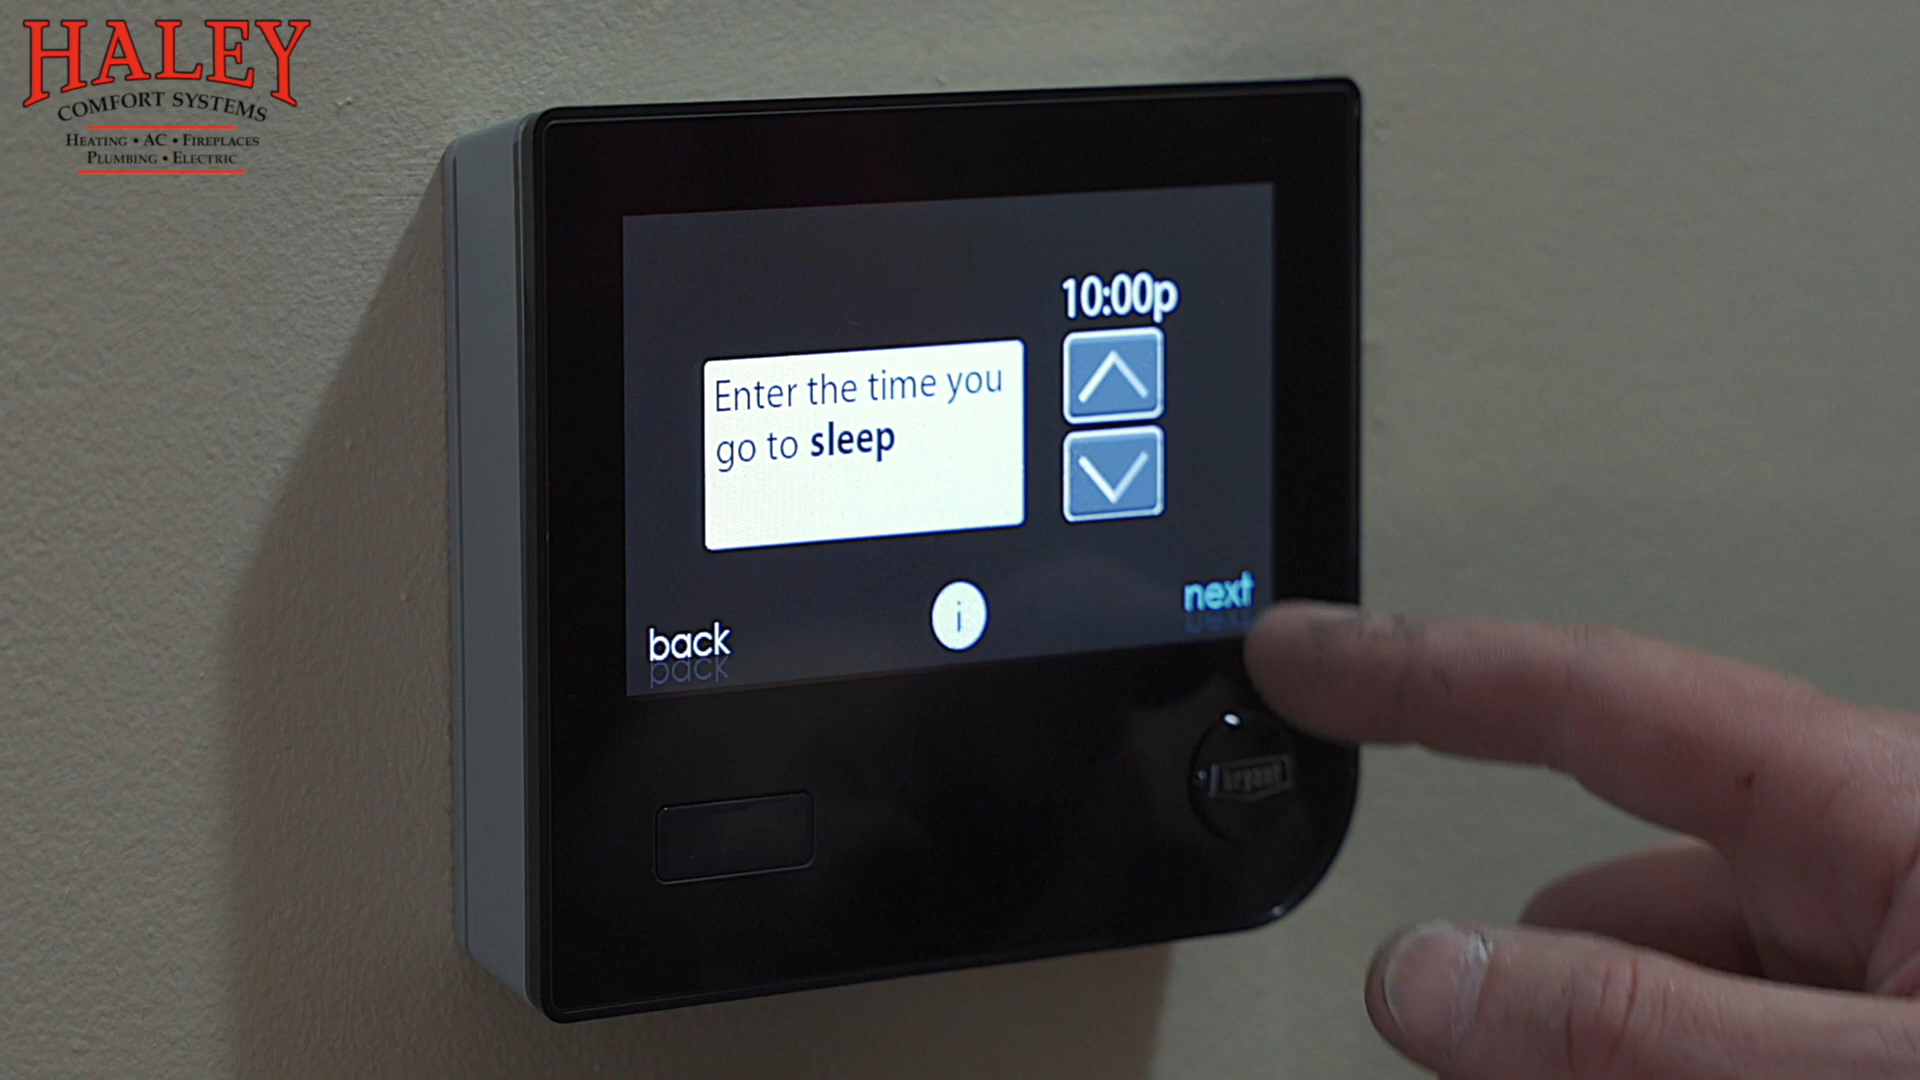 HALEY
COMFORT SYSTEMS
HEATING • AC • FIREPLACES
PLUMBING • ELECTRIC
10:00p
Enter the time you
go to sleep
next
i
back
bryant